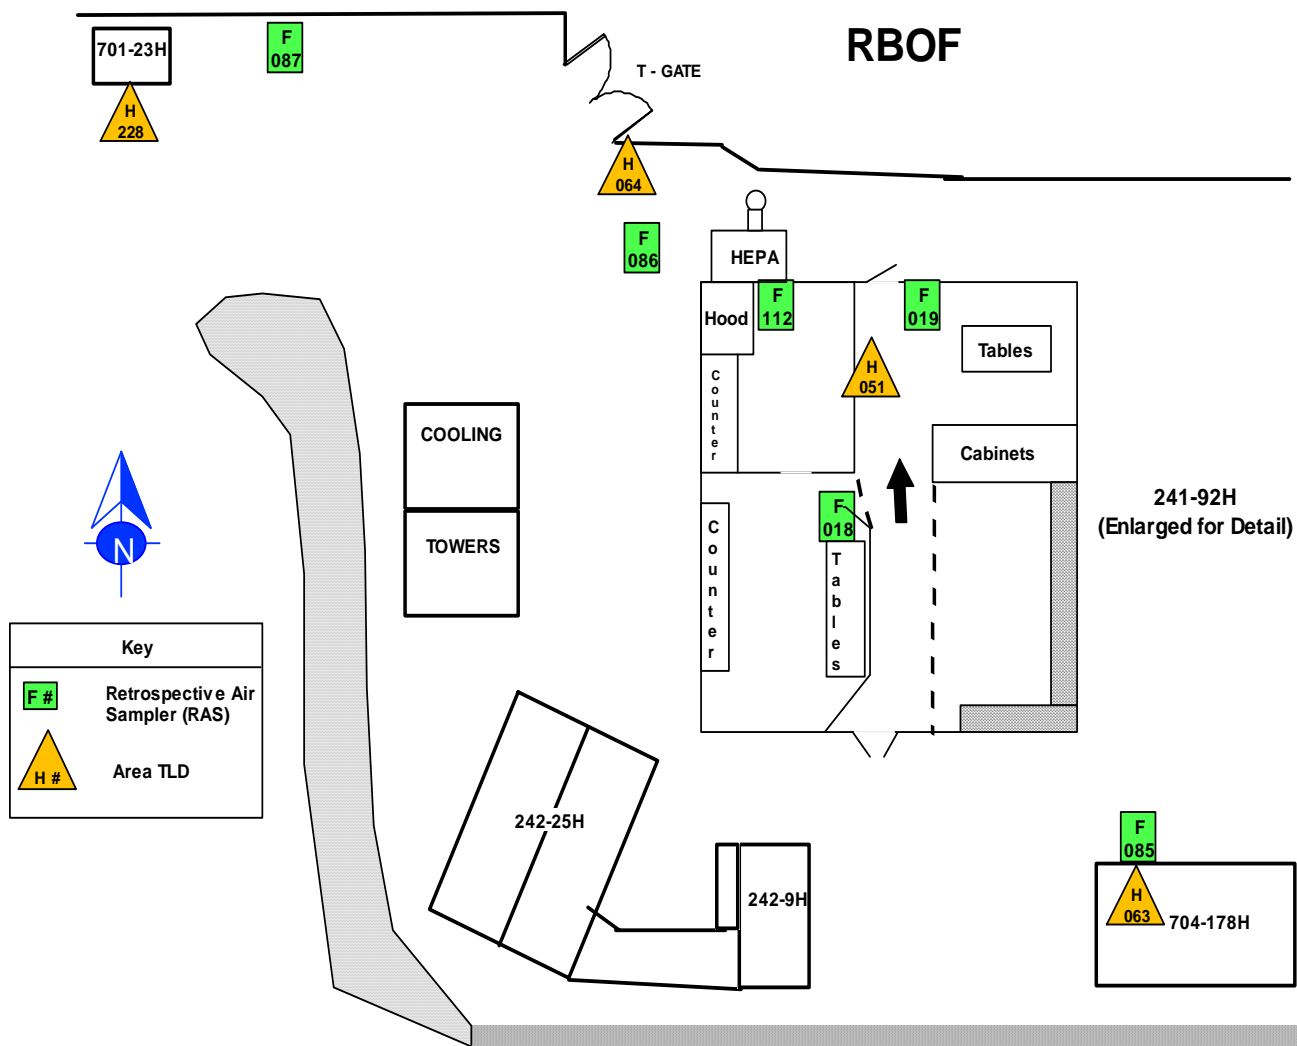 RBOF
701-23H
F
087
T - GATE
H
228
H
064
F
086
HEPA
Hood
F
112
F
019
Tables
H
051
Counter
COOLING
Cabinets
241-92H
(Enlarged for Detail)
F
018
TOWERS
Counter
Tables
N
Key
F #
Retrospective Air
Sampler (RAS)
H #
Area TLD
242-25H
F
085
242-9H
H
063
704-178H